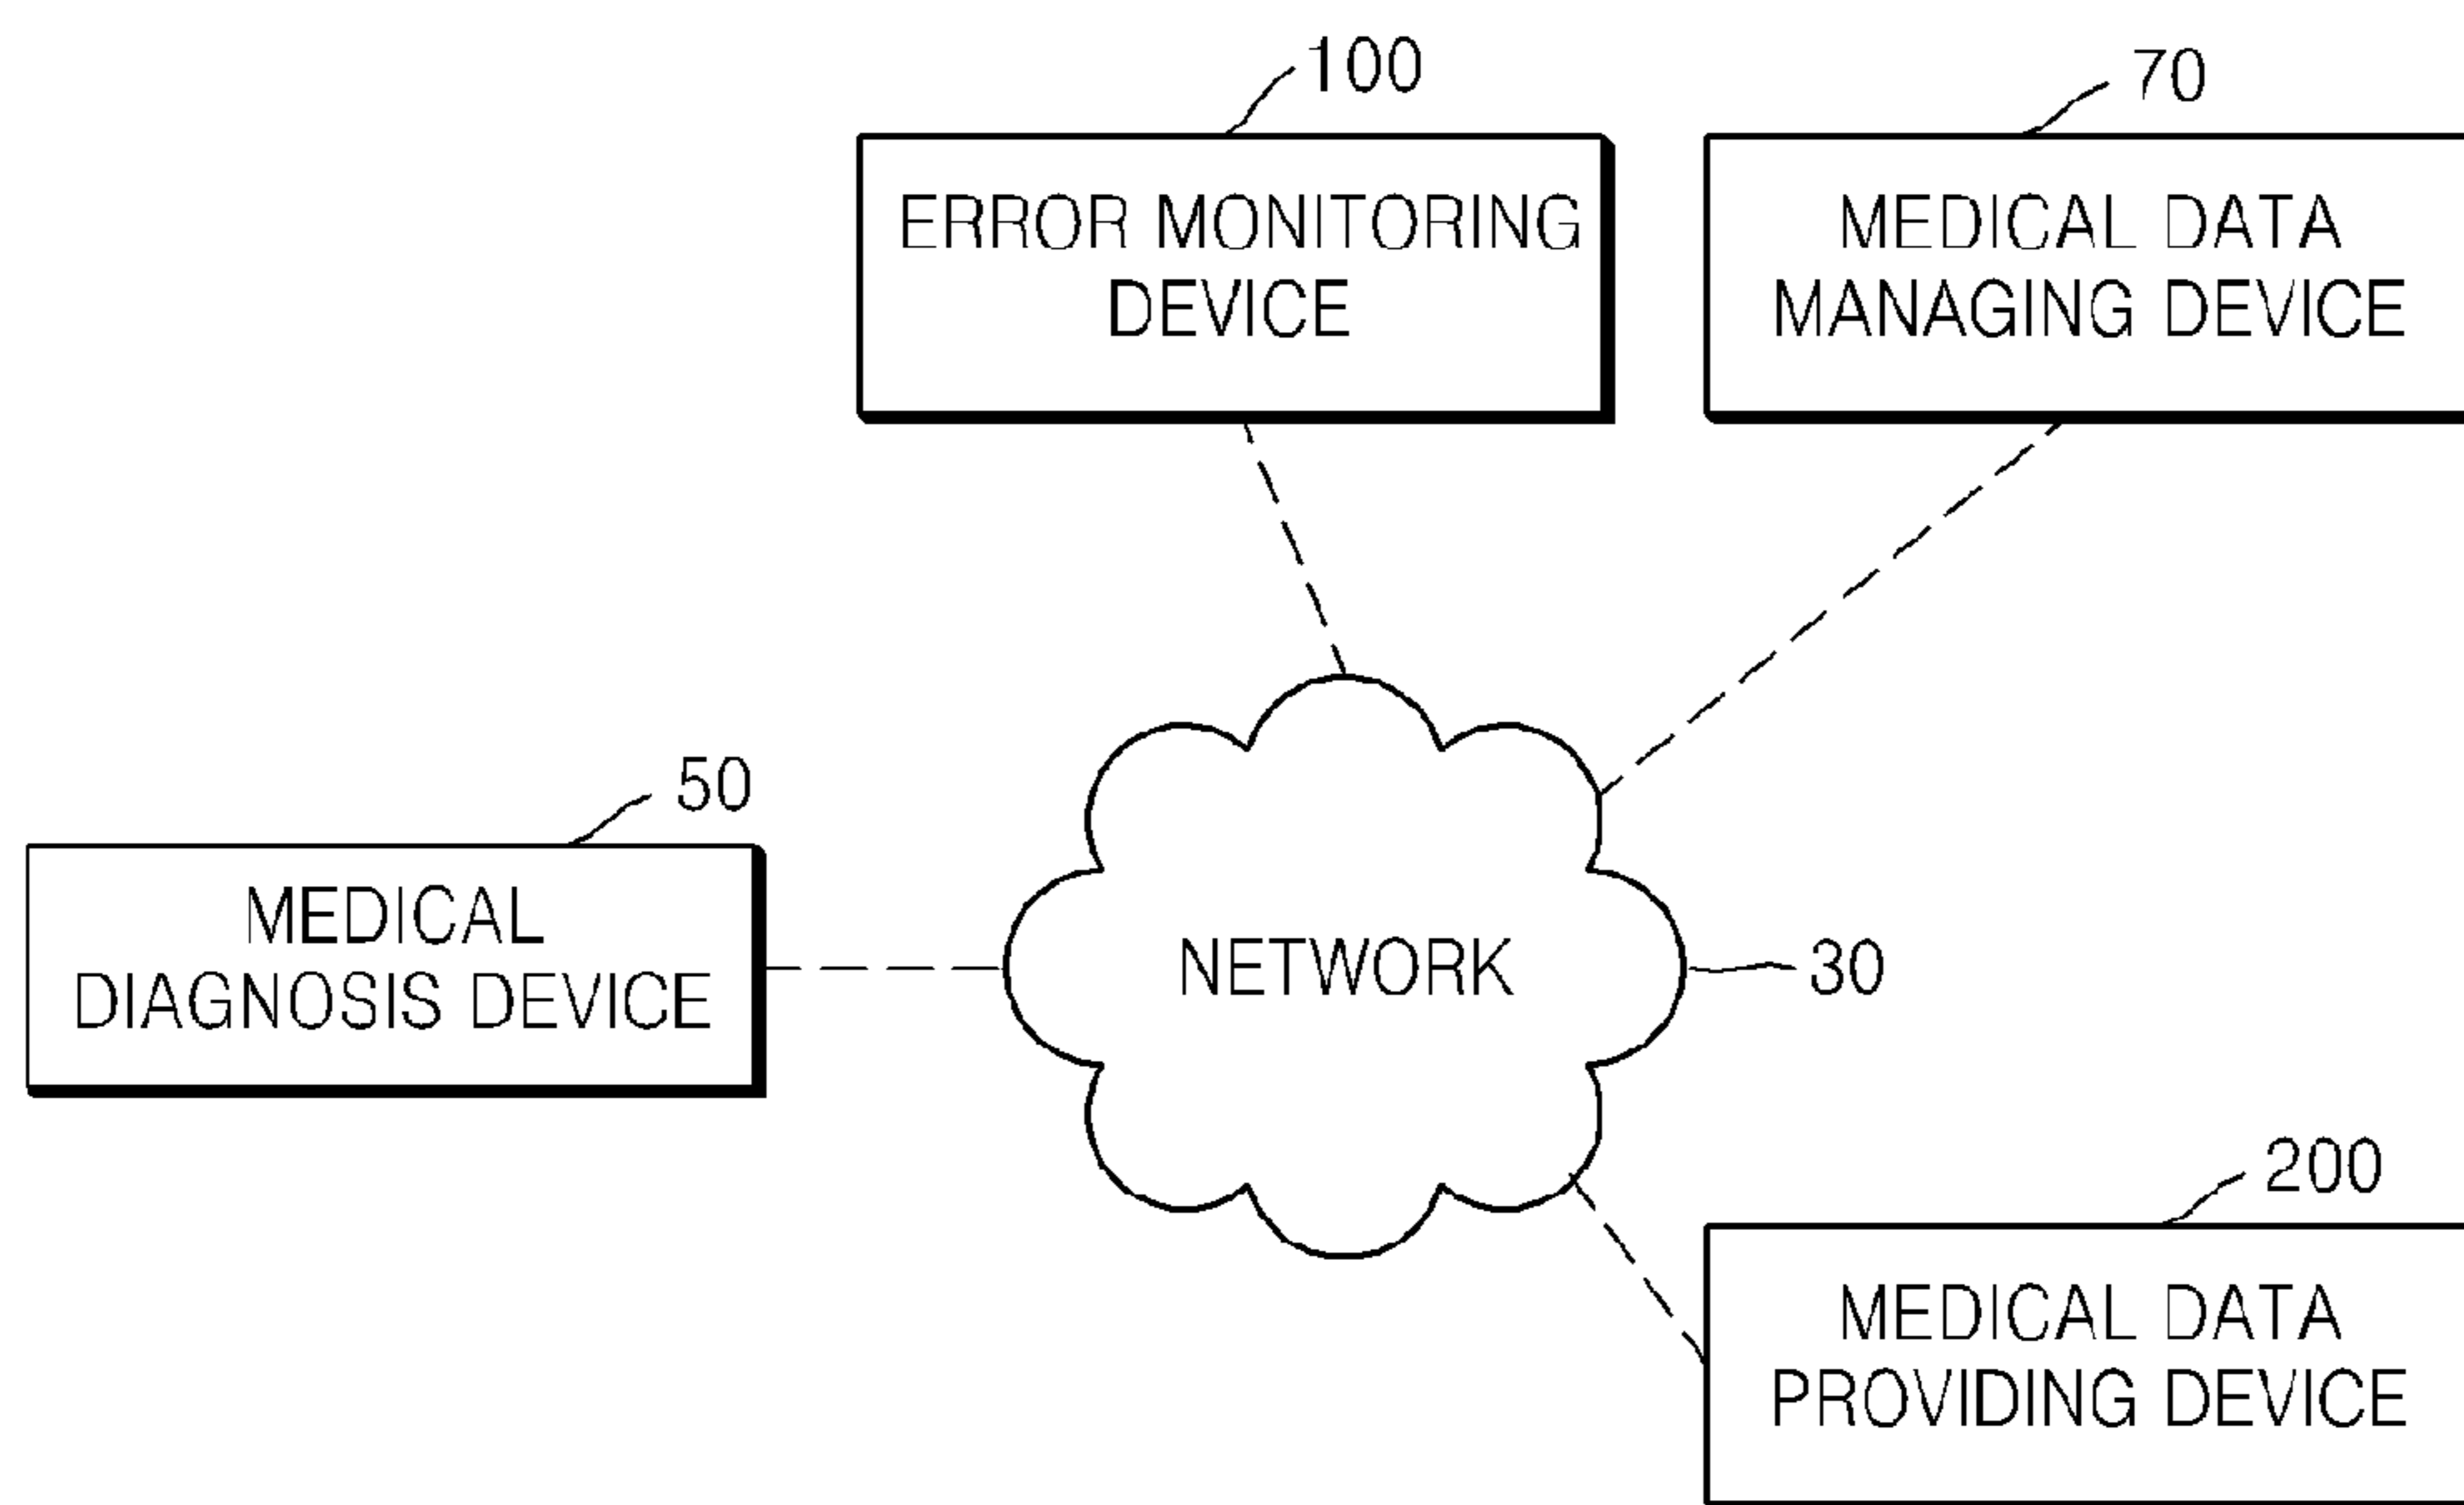 100
70
ERROR MONITORING
DEVICE
MEDICAL DATA
MANAGING DEVICE
50
MEDICAL
DIAGNOSIS DEVICE
NETWORK
30
200
MEDICAL DATA
PROVIDING DEVICE